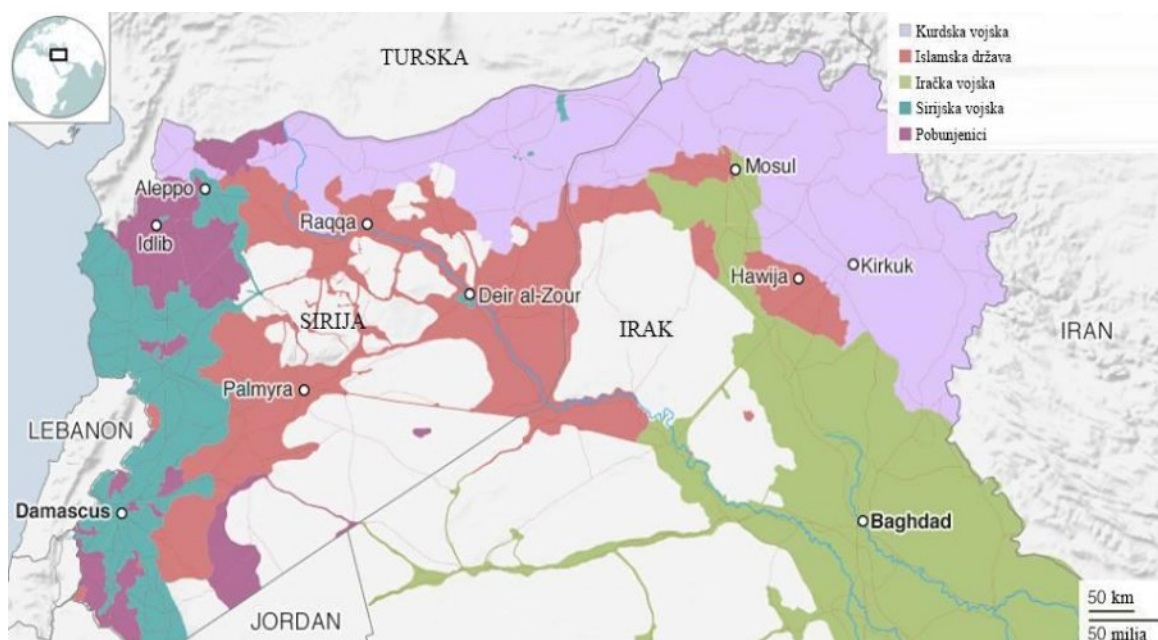 TURSKA
Kurdska vojska
Islamska država
Iračka vojska
Sirijska vojska
Pobunjenici
Aleppo
Mosul
Raqqa
Idlib
Kirkuk
Hawija
Deir al-Zour
SIRIJA
IRAK
IRAN
Palmyra
LEBANON
Damascus
Baghdad
50 km
50 milja
JORDAN